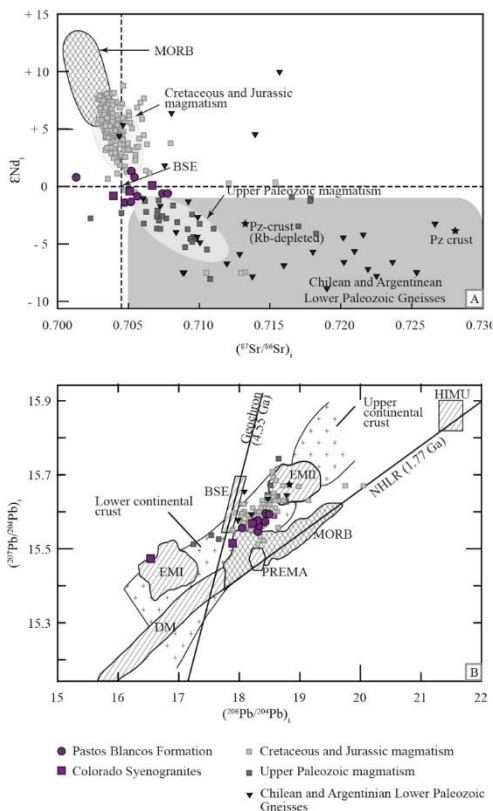 A
+ 15
+ 10
+ 5
0
- 5
- 10
ƐNdᵢ
MORB
Cretaceous and Jurassic
magmatism
BSE
Upper Paleozoic magmatism
Pz-crust
(Rb-depleted)
Pz crust
Chilean and Argentinean
Lower Paleozoic Gneisses
0.700
0.705
0.710
0.715
0.720
0.725
0.730
(⁸⁷Sr/⁸⁶Sr)ᵢ
B
15.9
15.7
15.5
15.3
(²⁰⁷Pb/²⁰⁴Pb)ᵢ
Geochron
(4.55 Ga)
Upper
continental
crust
HIMU
NHLR (1.77 Ga)
EMII
BSE
Lower continental
crust
MORB
EMI
PREMA
DM
15
16
17
18
19
20
21
22
(²⁰⁶Pb/²⁰⁴Pb)ᵢ
Pastos Blancos Formation
Colorado Syenogranites
Cretaceous and Jurassic magmatism
Upper Paleozoic magmatism
Chilean and Argentinian Lower Paleozoic
Gneisses